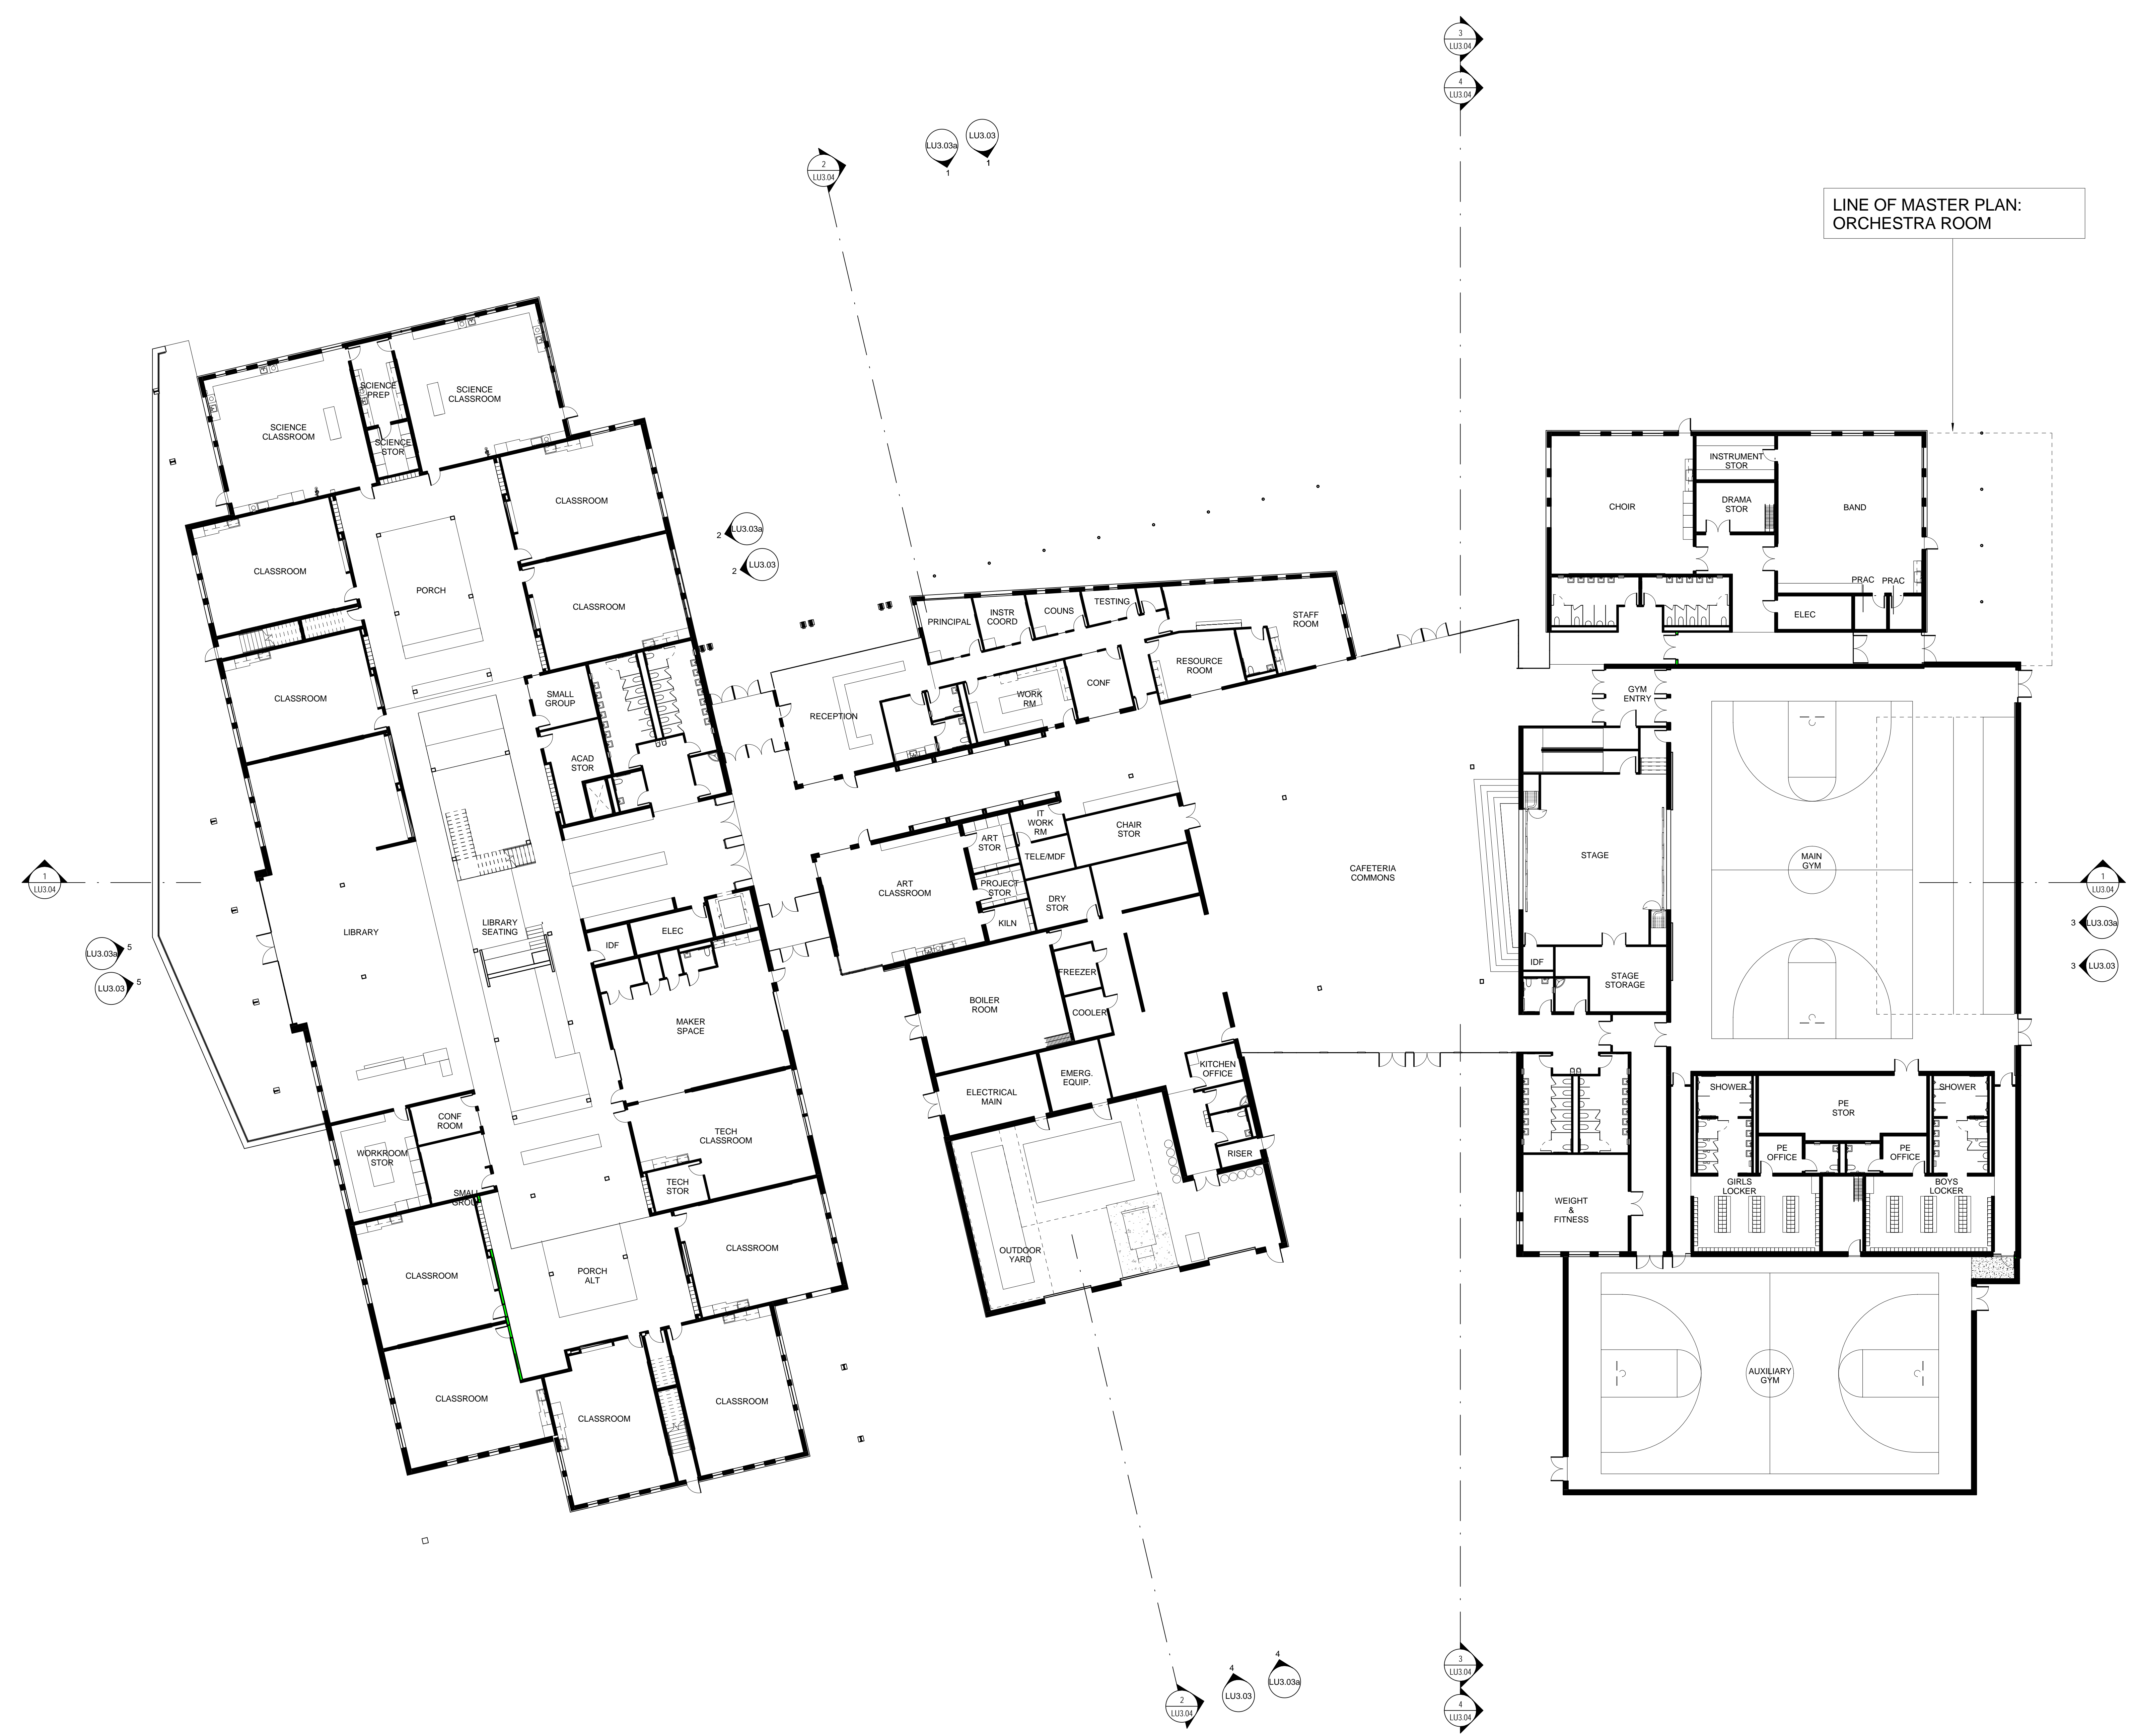 3
LU3.04
4
LU3.04
LU3.03a
1
LU3.03
1
2
LU3.04
LINE OF MASTER PLAN:
ORCHESTRA ROOM
SCIENCE
PREP
SCIENCE
CLASSROOM
SCIENCE
CLASSROOM
SCIENCE
STOR
CLASSROOM
CLASSROOM
PORCH
CLASSROOM
CLASSROOM
2
LU3.03a
2
LU3.03
SMALL
GROUP
ACAD
STOR
PRINCIPAL
INSTR
COORD
COUNS
TESTING
STAFF
ROOM
RESOURCE
ROOM
CONF
WORK
RM
RECEPTION
CHOIR
INSTRUMENT
STOR
DRAMA
STOR
BAND
PRAC
PRAC
ELEC
GYM
ENTRY
STAGE
MAIN
GYM
1
LU3.04
LIBRARY
LIBRARY
SEATING
IDF
ELEC
ART
CLASSROOM
ART
STOR
IT
WORK
RM
TELE/MDF
CHAIR
STOR
PROJECT
STOR
DRY
STOR
KILN
CAFETERIA
COMMONS
1
LU3.04
3
LU3.03a
3
LU3.03
LU3.03a
5
LU3.03
5
MAKER
SPACE
BOILER
ROOM
FREEZER
COOLER
IDF
STAGE
STORAGE
ELECTRICAL
MAIN
EMERG.
EQUIP.
KITCHEN
OFFICE
RISER
CONF
ROOM
WORKROOM
STOR
SMALL
GROUP
TECH
CLASSROOM
TECH
STOR
SHOWER
PE
STOR
SHOWER
PE
OFFICE
PE
OFFICE
GIRLS
LOCKER
BOYS
LOCKER
WEIGHT
&
FITNESS
OUTDOOR
YARD
CLASSROOM
CLASSROOM
PORCH
ALT
CLASSROOM
CLASSROOM
CLASSROOM
AUXILIARY
GYM
2
LU3.04
4
LU3.03
4
LU3.03a
3
LU3.04
4
LU3.04